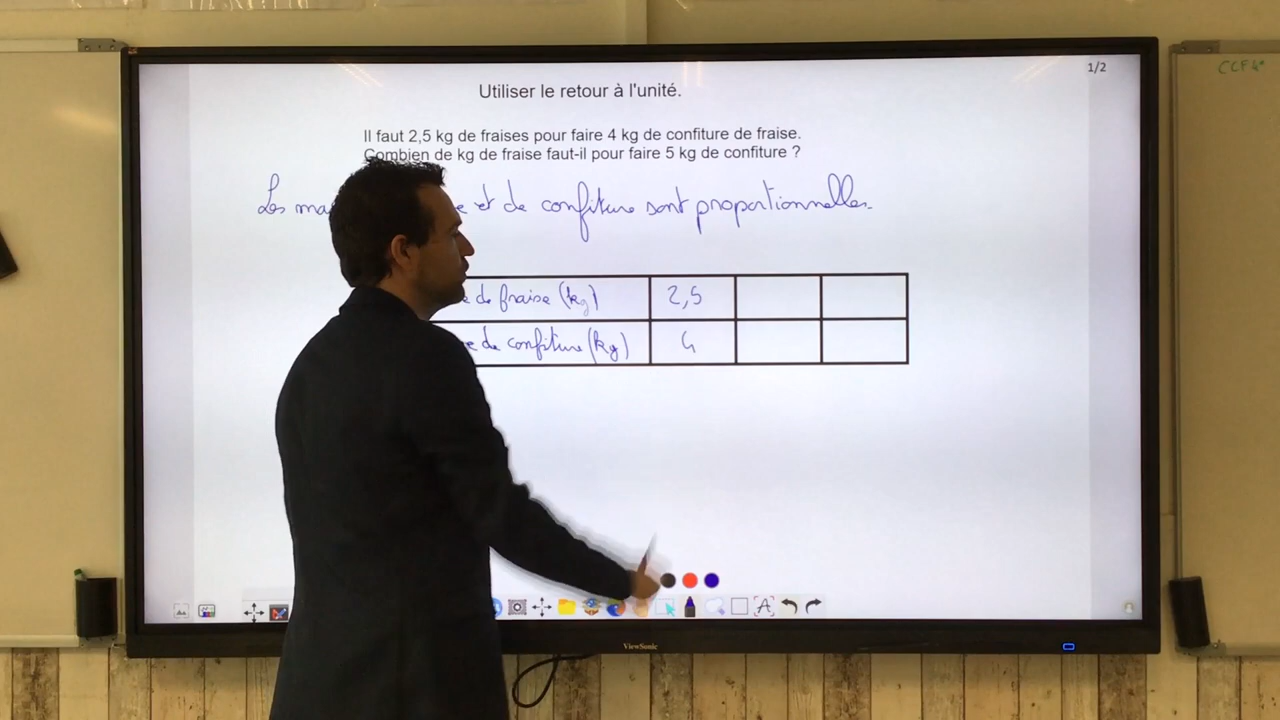 CCF 4°
1/2
Utiliser le retour à l'unité.
Il faut 2,5 kg de fraises pour faire 4 kg de confiture de fraise.
Combien de kg de fraise faut-il pour faire 5 kg de confiture ?
Les et de confiture sont proportionnelles.
de fraise (kg) 2,5
de confiture (kg) 4
A
ViewSonic